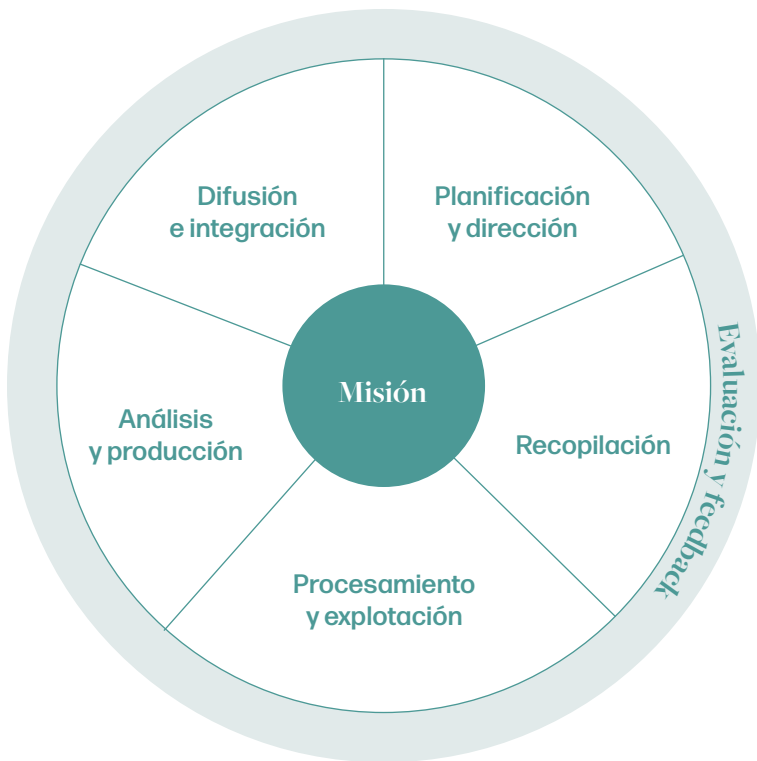 Difusión
e integración
Planificación
y dirección
Misión
Análisis
y producción
Recopilación
Procesamiento
y explotación
Evaluación y feedback